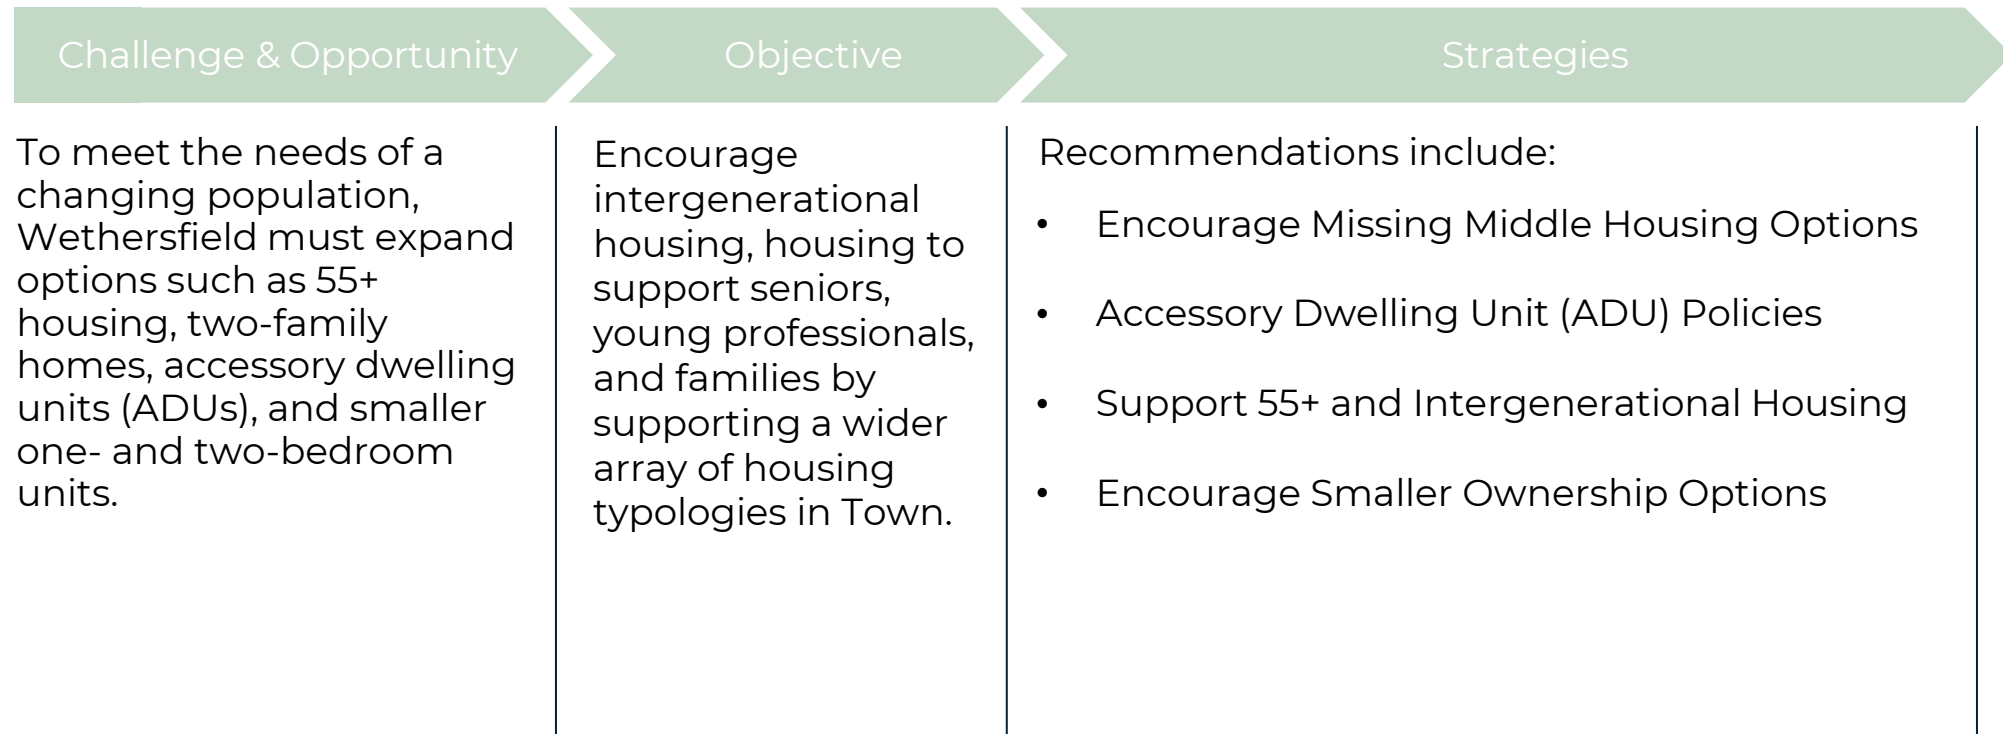 Challenge & Opportunity
Objective
Strategies
To meet the needs of a
changing population,
Wethersfield must expand
options such as 55+
housing, two-family
homes, accessory dwelling
units (ADUs), and smaller
one- and two-bedroom
units.
Encourage
intergenerational
housing, housing to
support seniors,
young professionals,
and families by
supporting a wider
array of housing
typologies in Town.
Recommendations include:
• Encourage Missing Middle Housing Options
• Accessory Dwelling Unit (ADU) Policies
• Support 55+ and Intergenerational Housing
• Encourage Smaller Ownership Options